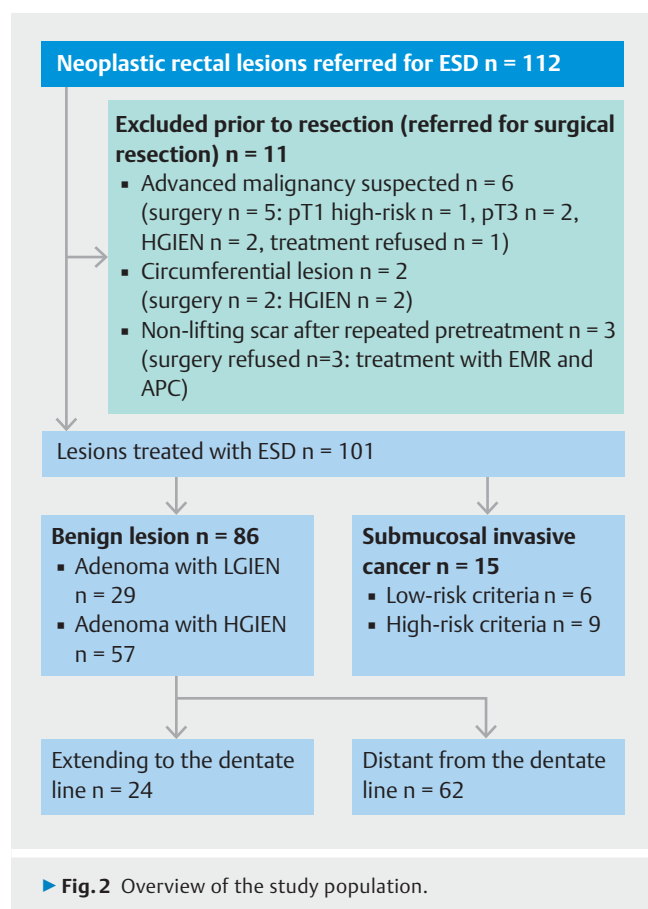 Neoplastic rectal lesions referred for ESD n = 112
Excluded prior to resection (referred for surgical
resection) n = 11
▪ Advanced malignancy suspected n = 6
(surgery n = 5: pT1 high-risk n = 1, pT3 n = 2,
HGIEN n = 2, treatment refused n = 1)
▪ Circumferential lesion n = 2
(surgery n = 2: HGIEN n = 2)
▪ Non-lifting scar after repeated pretreatment n = 3
(surgery refused n=3: treatment with EMR and
APC)
Lesions treated with ESD n = 101
Benign lesion n = 86
▪ Adenoma with LGIEN
n = 29
▪ Adenoma with HGIEN
n = 57
Submucosal invasive
cancer n = 15
▪ Low-risk criteria n = 6
▪ High-risk criteria n = 9
Extending to the dentate
line n = 24
Distant from the dentate
line n = 62
▶ Fig. 2 Overview of the study population.